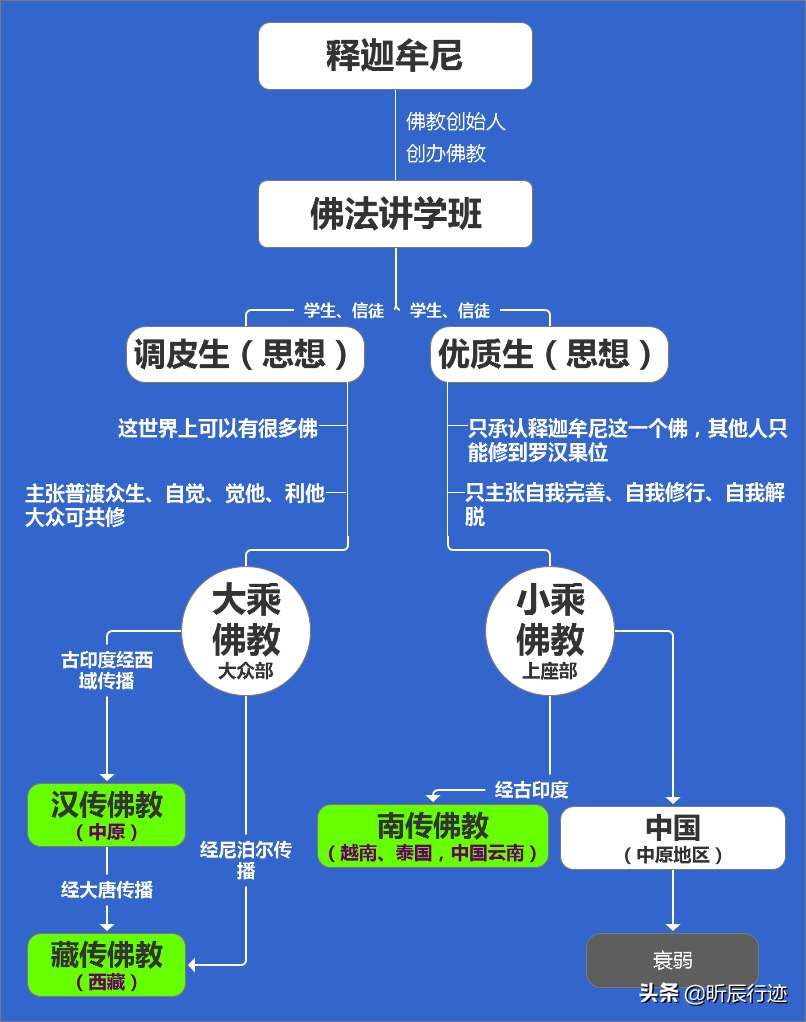 释迦牟尼
佛教创始人
创办佛教
佛法讲学班
学生、信徒
学生、信徒
调皮生（思想）
优质生（思想）
这世界上可以有很多佛
只承认释迦牟尼这一个佛，其他人只
能修到罗汉果位
主张普渡众生、自觉、觉他、利他
大众可共修
只主张自我完善、自我修行、自我解
脱
大乘
佛教
大众部
小乘
佛教
上座部
古印度经西
域传播
汉传佛教
（中原）
经尼泊尔传
播
经古印度
南传佛教
（越南、泰国，中国云南）
中国
（中原地区）
经大唐传播
藏传佛教
（西藏）
衰弱
头条 @昕辰行迹